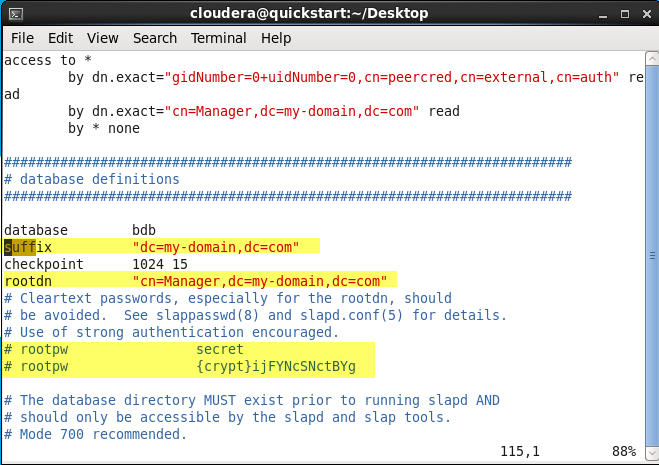 cloudera@quickstart:~/Desktop
File Edit View Search Terminal Help
access to *
        by dn.exact="gidNumber=0+uidNumber=0,cn=peercred,cn=external,cn=auth" re
ad
        by dn.exact="cn=Manager,dc=my-domain,dc=com" read
        by * none

#######################################################################
# database definitions
#######################################################################

database        bdb
suffix          "dc=my-domain,dc=com"
checkpoint      1024 15
rootdn          "cn=Manager,dc=my-domain,dc=com"
# Cleartext passwords, especially for the rootdn, should
# be avoided.  See slappasswd(8) and slapd.conf(5) for details.
# Use of strong authentication encouraged.
# rootpw                secret
# rootpw                {crypt}ijFYNcSNctBYg

# The database directory MUST exist prior to running slapd AND
# should only be accessible by the slapd and slap tools.
# Mode 700 recommended.
115,1         88%